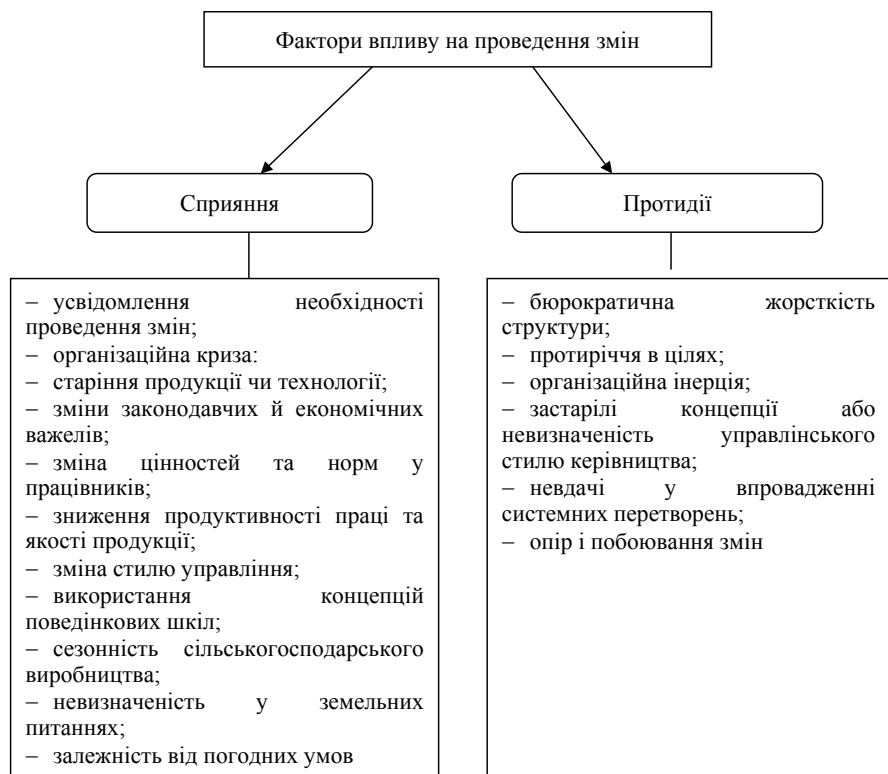 Фактори впливу на проведення змін
Сприяння
Протидії
– усвідомлення необхідності
проведення змін;
– організаційна криза:
– старіння продукції чи технології;
– зміни законодавчих й економічних
важелів;
– зміна цінностей та норм у
працівників;
– зниження продуктивності праці та
якості продукції;
– зміна стилю управління;
– використання концепцій
поведінкових шкіл;
– сезонність сільськогосподарського
виробництва;
– невизначеність у земельних
питаннях;
– залежність від погодних умов
– бюрократична жорсткість
структури;
– протиріччя в цілях;
– організаційна інерція;
– застарілі концепції або
невизначеність управлінського
стилю керівництва;
– невдачі у впровадженні
системних перетворень;
– опір і побоювання змін